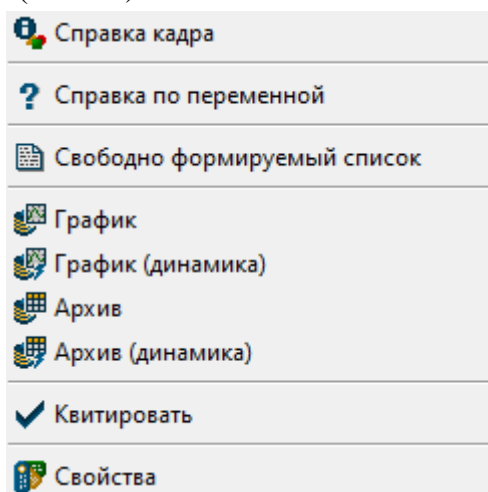 Справка кадра
Справка по переменной
Свободно формируемый список
График
График (динамика)
Архив
Архив (динамика)
Квитировать
Свойства